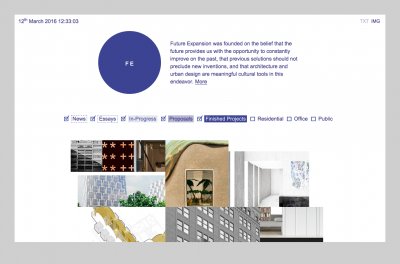 12th March 2016 12:33:03
TXT IMG
FE
Future Expansion was founded on the belief that the
future provides us with the opportunity to constantly
improve on the past, that previous solutions should not
preclude new inventions, and that architecture and
urban design are meaningful cultural tools in this
endeavor. More
News Essays In-Progress Proposals Finished Projects Residential Office Public